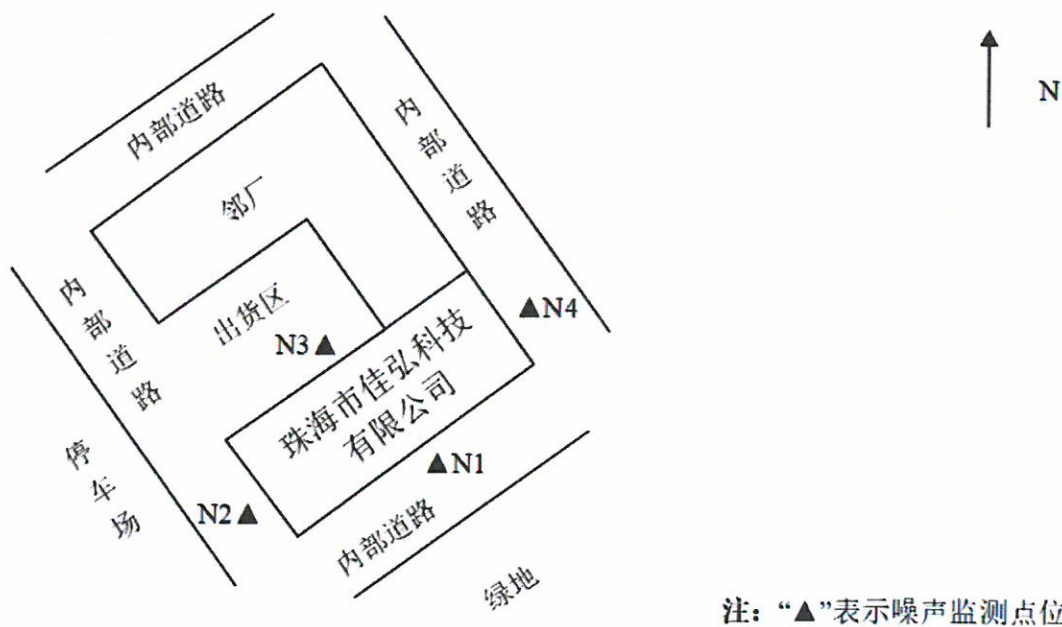 内部道路
N
内部道路
邻厂
内部道路
出货区
N4
N3
珠海市佳弘科技
有限公司
停车场
N1
N2
内部道路
绿地
注：“▲”表示噪声监测点位